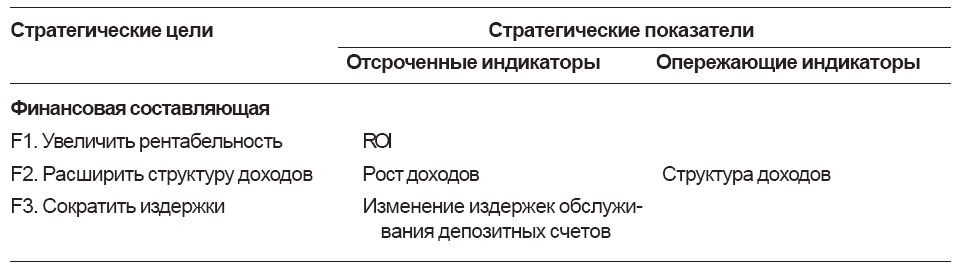 Стратегические цели Стратегические показатели
Отсроченные индикаторы Опережающие индикаторы
Финансовая составляющая
F1. Увеличить рентабельность ROI
F2. Расширить структуру доходов Рост доходов Структура доходов
F3. Сократить издержки Изменение издержек обслужи-
вания депозитных счетов